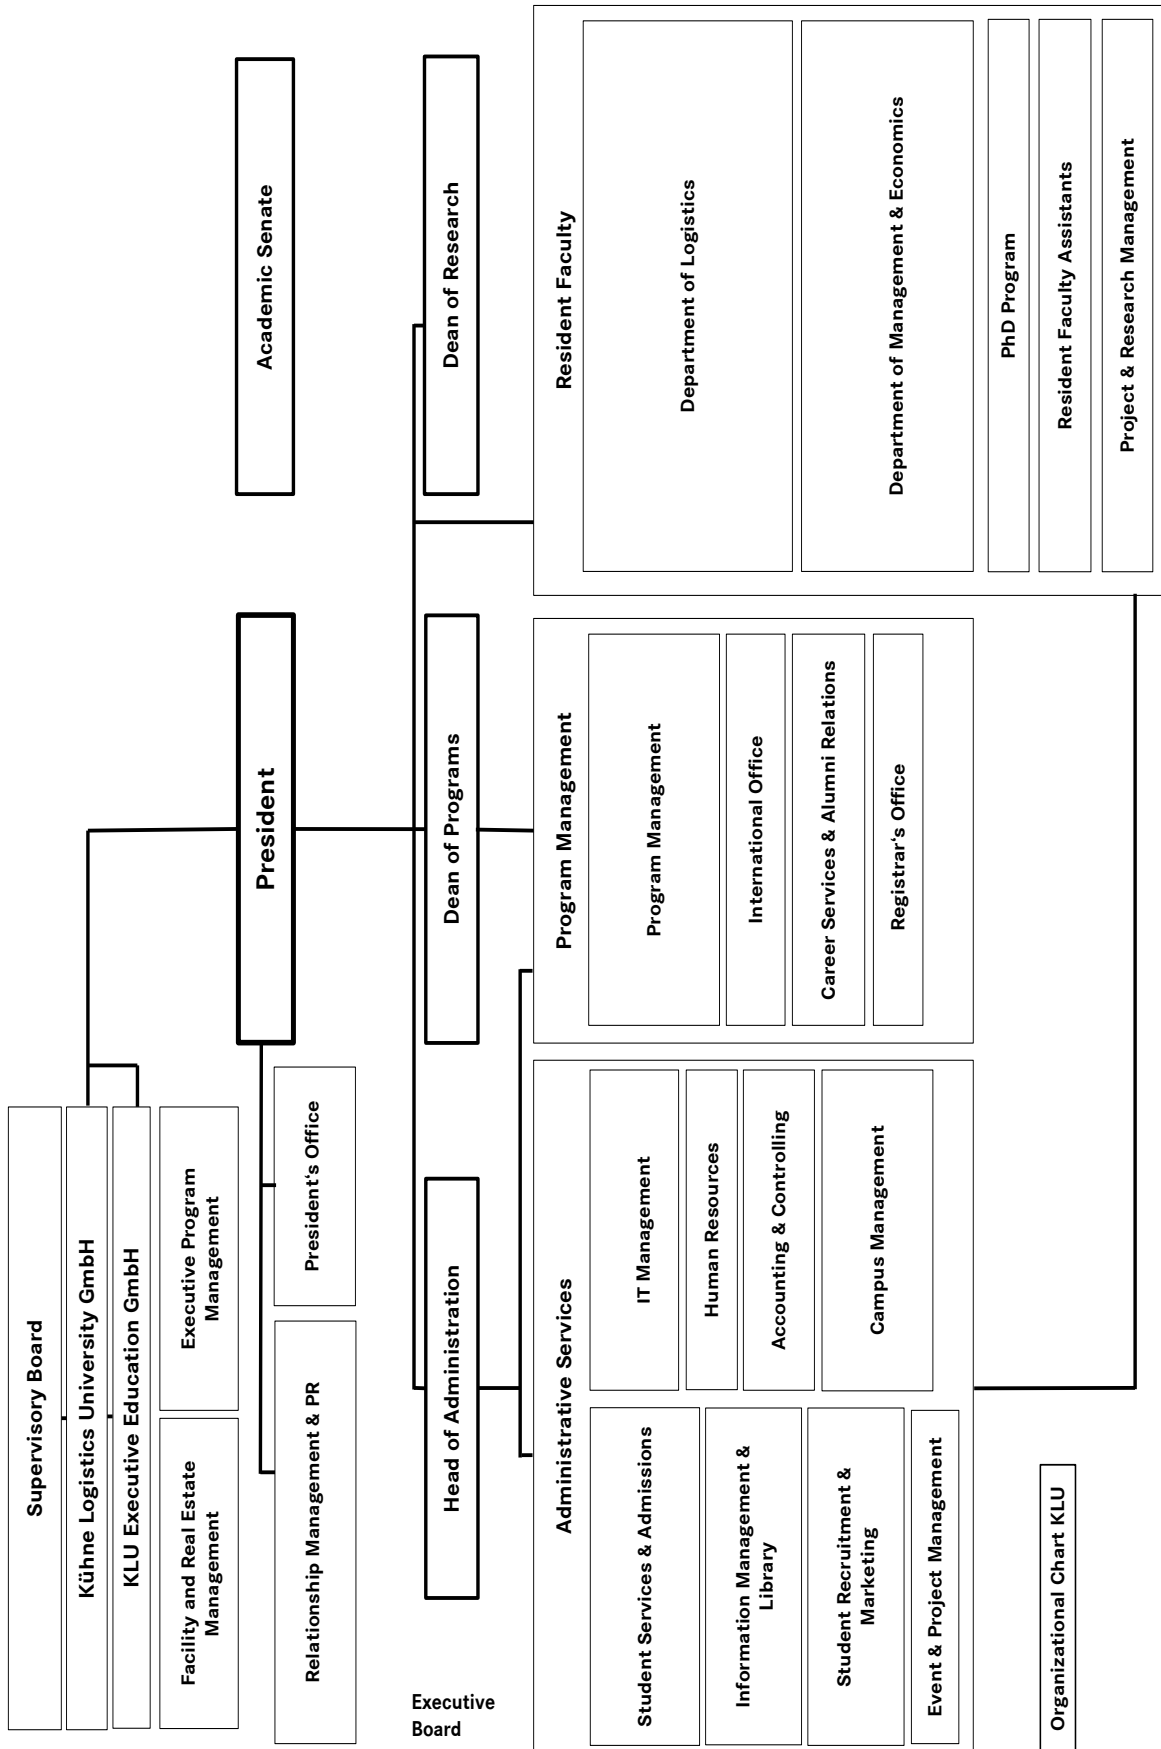 Supervisory Board
Kühne Logistics University GmbH
KLU Executive Education GmbH
Facility and Real Estate
Management
Executive Program
Management
President
Academic Senate
Relationship Management & PR
President‘s Office
Executive
Board
Head of Administration
Dean of Programs
Dean of Research
Administrative Services
Student Services & Admissions
Information Management &
Library
Student Recruitment &
Marketing
Event & Project Management
IT Management
Human Resources
Accounting & Controlling
Campus Management
Program Management
Program Management
International Office
Career Services & Alumni Relations
Registrar‘s Office
Resident Faculty
Department of Logistics
Department of Management & Economics
PhD Program
Resident Faculty Assistants
Project & Research Management
Organizational Chart KLU